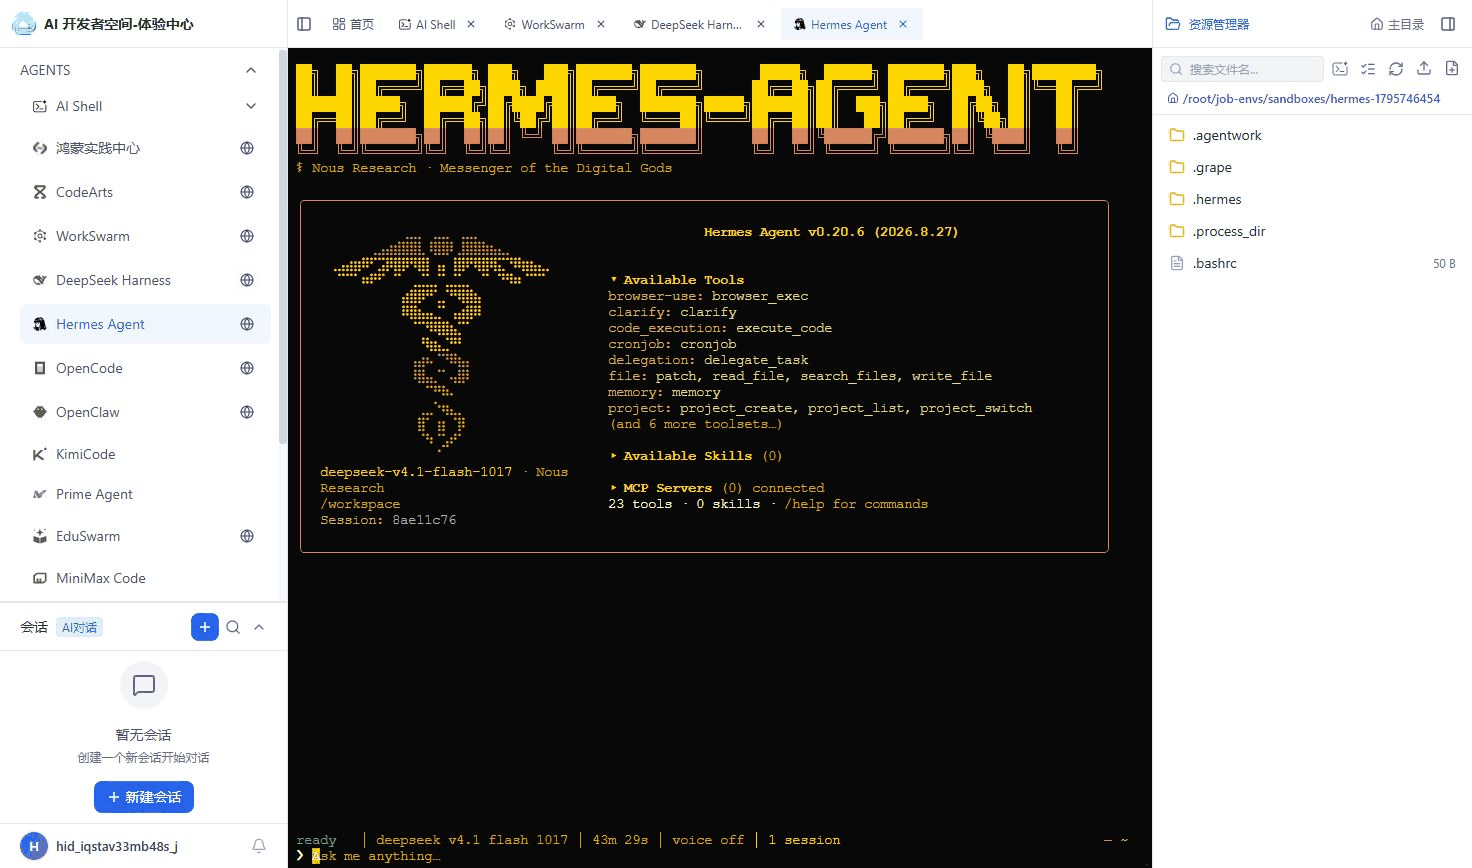 AI 开发者空间-体验中心
AGENTS
AI Shell
鸿蒙实践中心
CodeArts
WorkSwarm
DeepSeek Harness
Hermes Agent
OpenCode
OpenClaw
KimiCode
Prime Agent
EduSwarm
MiniMax Code
会话 AI对话
暂无会话
创建一个新会话开始对话
新建会话
H hid_iqstav33mb48s_j
首页 AI Shell WorkSwarm DeepSeek Harn... Hermes Agent
HERMES-AGENT
$ Nous Research · Messenger of the Digital Gods
Hermes Agent v0.20.6 (2026.8.27)
▾ Available Tools
browser-use: browser_exec
clarify: clarify
code_execution: execute_code
cronjob: cronjob
delegation: delegate_task
file: patch, read_file, search_files, write_file
memory: memory
project: project_create, project_list, project_switch
(and 6 more toolsets…)
▸ Available Skills (0)
▸ MCP Servers (0) connected
23 tools · 0 skills · /help for commands
deepseek-v4.1-flash-1017 · Nous
Research
/workspace
Session: 8ae11c76
ready │ deepseek v4.1 flash 1017 │ 43m 29s │ voice off │ 1 session — ~
❯ Ask me anything…
资源管理器 主目录
搜索文件名...
/root/job-envs/sandboxes/hermes-1795746454
.agentwork
.grape
.hermes
.process_dir
.bashrc 50 B